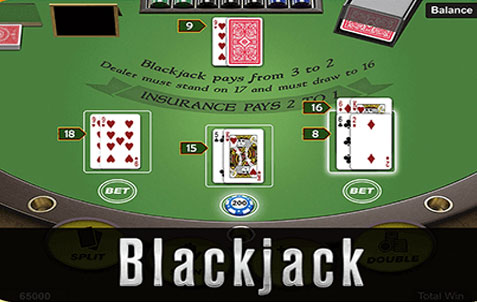 Balance
9
Blackjack pays from 3 to 2
Dealer must stand on 17 and must draw to 16
INSURANCE PAYS 2 TO 1
16
18
15
8
BET
200
BET
Blackjack
SPLIT
DOUBLE
65000
Total Win